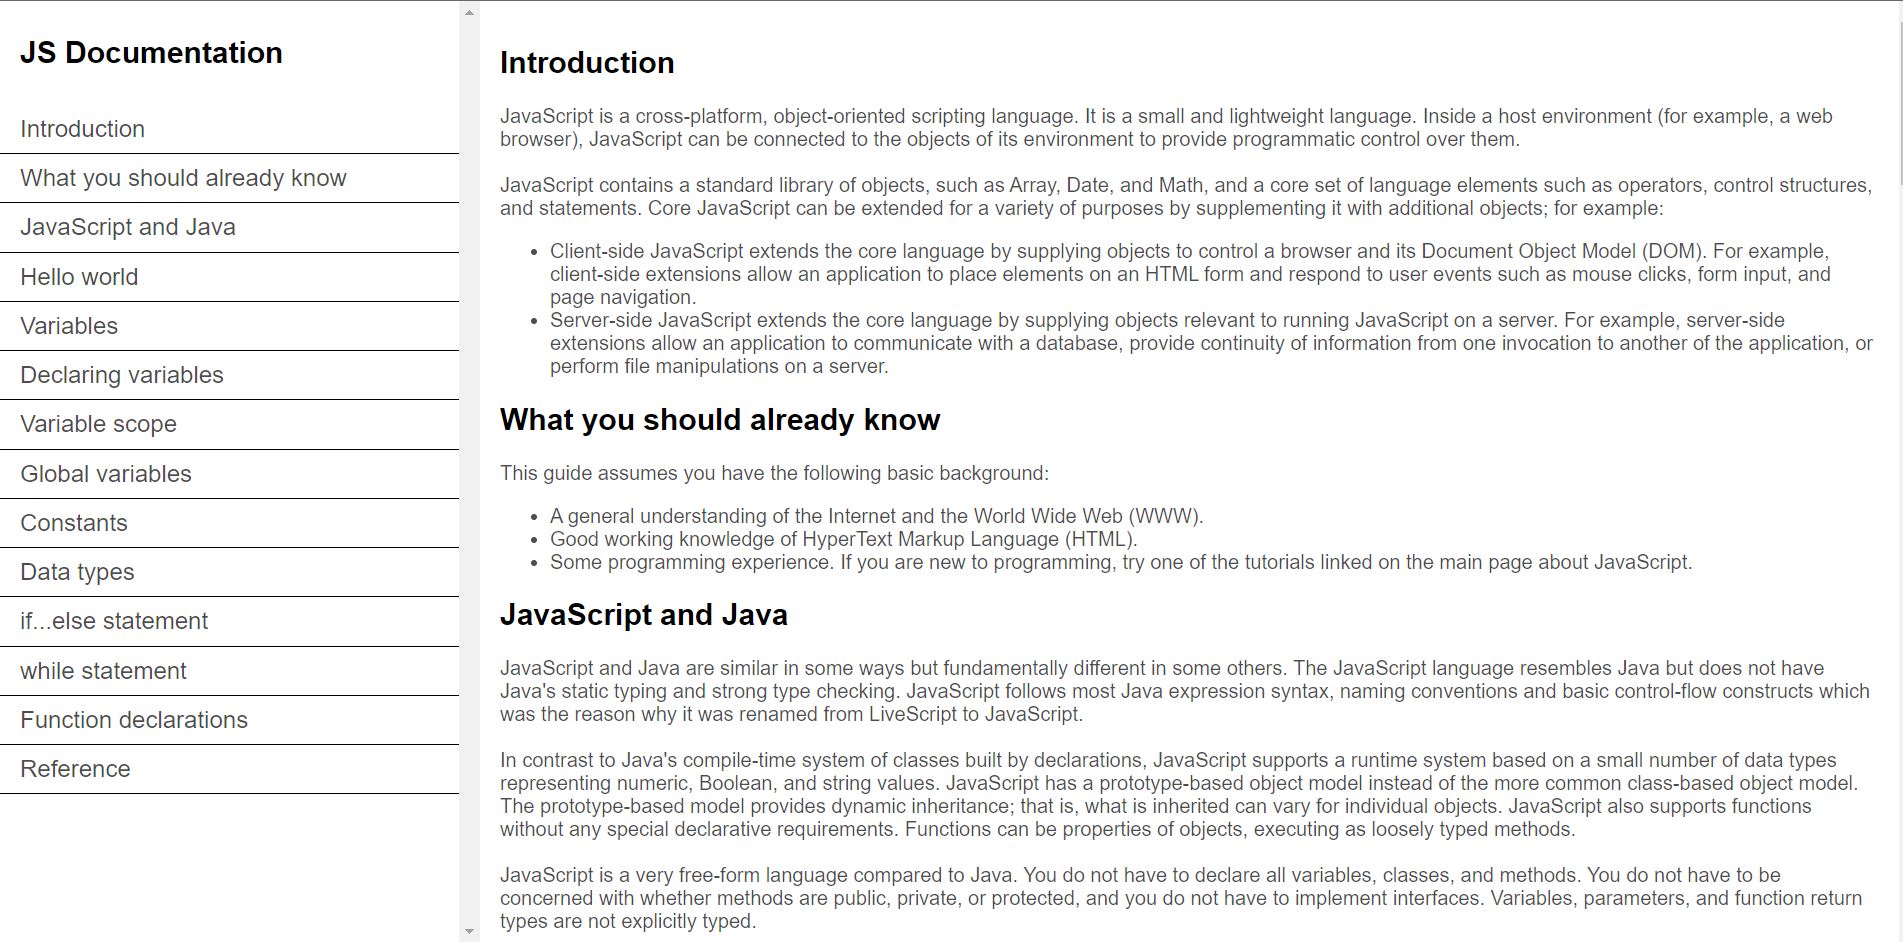 JS Documentation
Introduction
What you should already know
JavaScript and Java
Hello world
Variables
Declaring variables
Variable scope
Global variables
Constants
Data types
if...else statement
while statement
Function declarations
Reference
Introduction
JavaScript is a cross-platform, object-oriented scripting language. It is a small and lightweight language. Inside a host environment (for example, a web
browser), JavaScript can be connected to the objects of its environment to provide programmatic control over them.
JavaScript contains a standard library of objects, such as Array, Date, and Math, and a core set of language elements such as operators, control structures,
and statements. Core JavaScript can be extended for a variety of purposes by supplementing it with additional objects; for example:
• Client-side JavaScript extends the core language by supplying objects to control a browser and its Document Object Model (DOM). For example,
client-side extensions allow an application to place elements on an HTML form and respond to user events such as mouse clicks, form input, and
page navigation.
• Server-side JavaScript extends the core language by supplying objects relevant to running JavaScript on a server. For example, server-side
extensions allow an application to communicate with a database, provide continuity of information from one invocation to another of the application, or
perform file manipulations on a server.
What you should already know
This guide assumes you have the following basic background:
• A general understanding of the Internet and the World Wide Web (WWW).
• Good working knowledge of HyperText Markup Language (HTML).
• Some programming experience. If you are new to programming, try one of the tutorials linked on the main page about JavaScript.
JavaScript and Java
JavaScript and Java are similar in some ways but fundamentally different in some others. The JavaScript language resembles Java but does not have
Java's static typing and strong type checking. JavaScript follows most Java expression syntax, naming conventions and basic control-flow constructs which
was the reason why it was renamed from LiveScript to JavaScript.
In contrast to Java's compile-time system of classes built by declarations, JavaScript supports a runtime system based on a small number of data types
representing numeric, Boolean, and string values. JavaScript has a prototype-based object model instead of the more common class-based object model.
The prototype-based model provides dynamic inheritance; that is, what is inherited can vary for individual objects. JavaScript also supports functions
without any special declarative requirements. Functions can be properties of objects, executing as loosely typed methods.
JavaScript is a very free-form language compared to Java. You do not have to declare all variables, classes, and methods. You do not have to be
concerned with whether methods are public, private, or protected, and you do not have to implement interfaces. Variables, parameters, and function return
types are not explicitly typed.